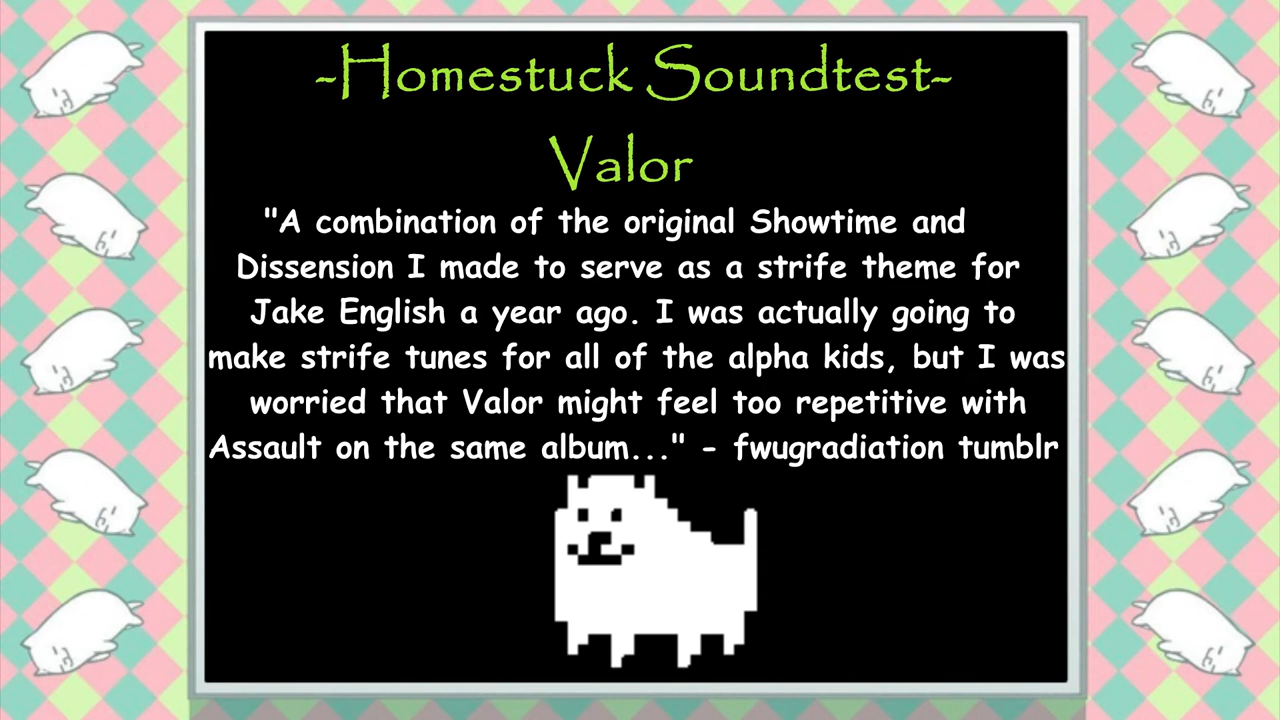 -Homestuck Soundtest-
Valor
"A combination of the original Showtime and
Dissension I made to serve as a strife theme for
Jake English a year ago. I was actually going to
make strife tunes for all of the alpha kids, but I was
worried that Valor might feel too repetitive with
Assault on the same album..." - fwugradiation tumblr